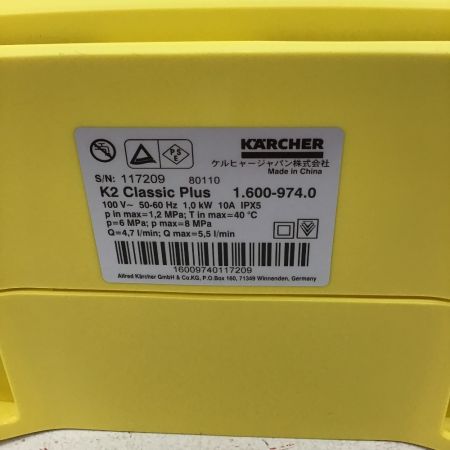 KÄRCHER
ケルヒャージャパン株式会社
Made in China
S/N: 117209 80110
K2 Classic Plus 1.600-974.0
100 V~ 50-60 Hz 1,0 kW 10A IPX5
p in max=1,2 MPa; T in max=40 °C
p=6 MPa; p max=8 MPa
Q=4,7 l/min; Q max=5,5 l/min
16009740117209
Alfred Kärcher GmbH & Co.KG, P.O.Box 160, 71349 Winnenden, Germany
PS
E